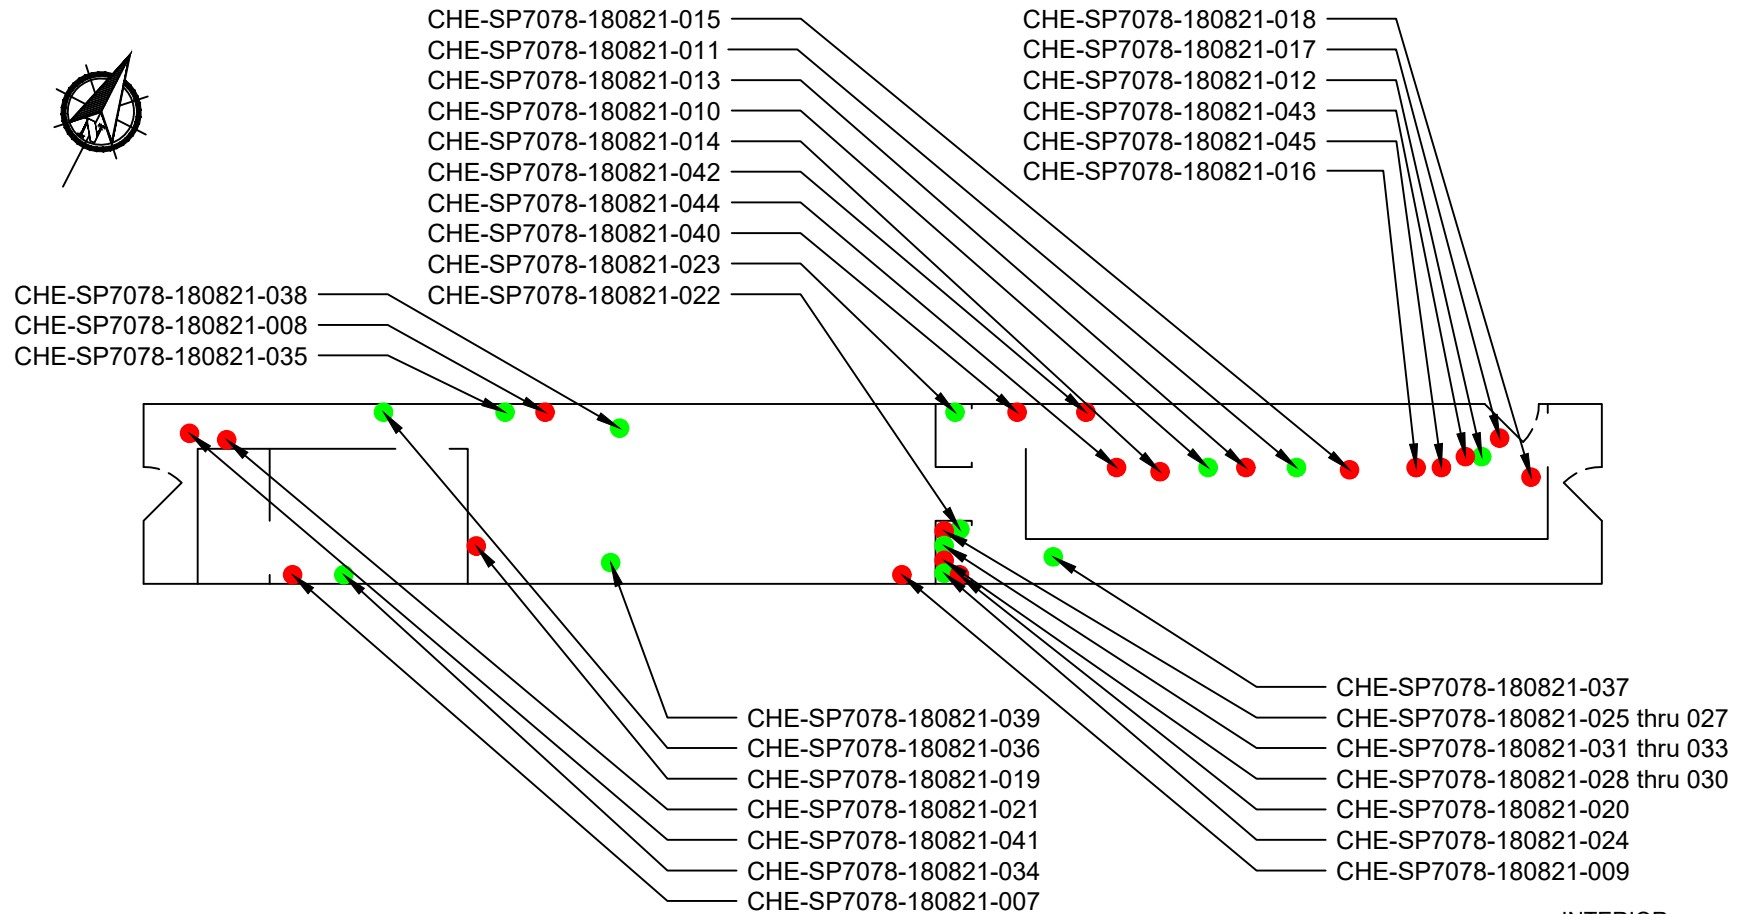 CHE-SP7078-180821-015
CHE-SP7078-180821-011
CHE-SP7078-180821-013
CHE-SP7078-180821-010
CHE-SP7078-180821-014
CHE-SP7078-180821-042
CHE-SP7078-180821-044
CHE-SP7078-180821-040
CHE-SP7078-180821-023
CHE-SP7078-180821-022
CHE-SP7078-180821-018
CHE-SP7078-180821-017
CHE-SP7078-180821-012
CHE-SP7078-180821-043
CHE-SP7078-180821-045
CHE-SP7078-180821-016
CHE-SP7078-180821-038
CHE-SP7078-180821-008
CHE-SP7078-180821-035
CHE-SP7078-180821-039
CHE-SP7078-180821-036
CHE-SP7078-180821-019
CHE-SP7078-180821-021
CHE-SP7078-180821-041
CHE-SP7078-180821-034
CHE-SP7078-180821-007
CHE-SP7078-180821-037
CHE-SP7078-180821-025 thru 027
CHE-SP7078-180821-031 thru 033
CHE-SP7078-180821-028 thru 030
CHE-SP7078-180821-020
CHE-SP7078-180821-024
CHE-SP7078-180821-009
INTERIOR